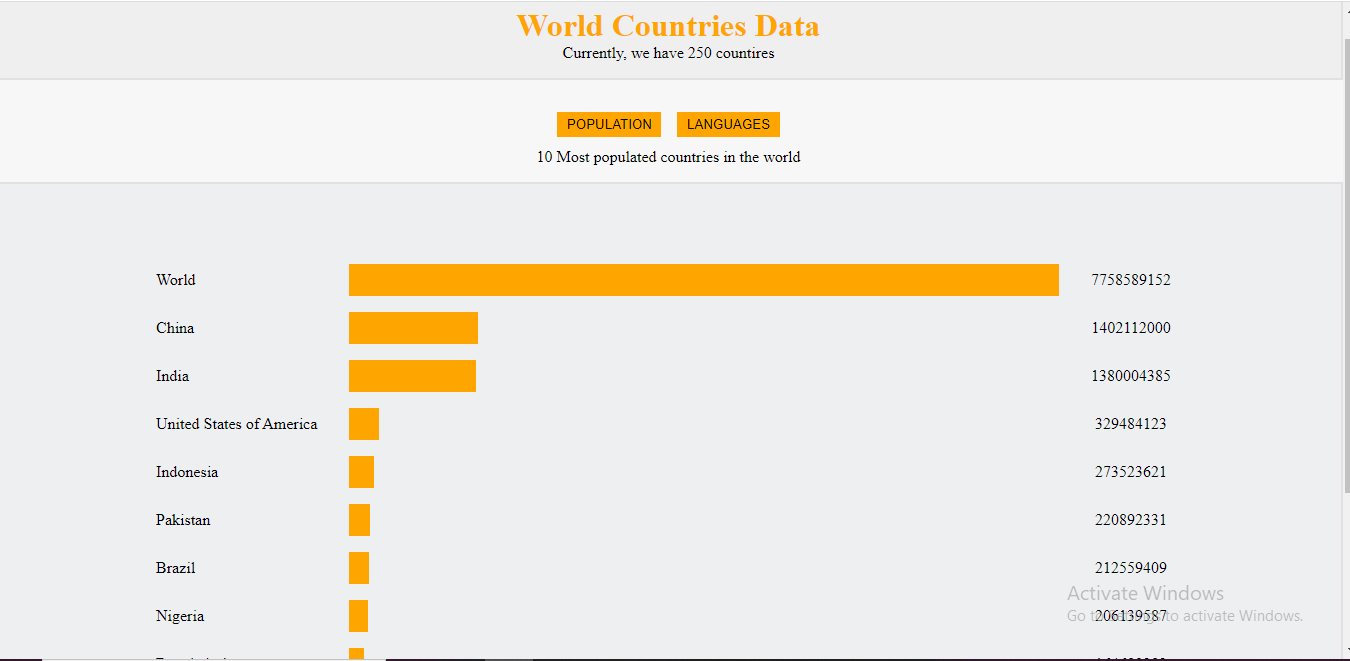 World Countries Data
Currently, we have 250 countires
POPULATION LANGUAGES
10 Most populated countries in the world
World 7758589152
China 1402112000
India 1380004385
United States of America 329484123
Indonesia 273523621
Pakistan 220892331
Brazil 212559409
Activate Windows
Nigeria 206139587
Go to Settings to activate Windows.